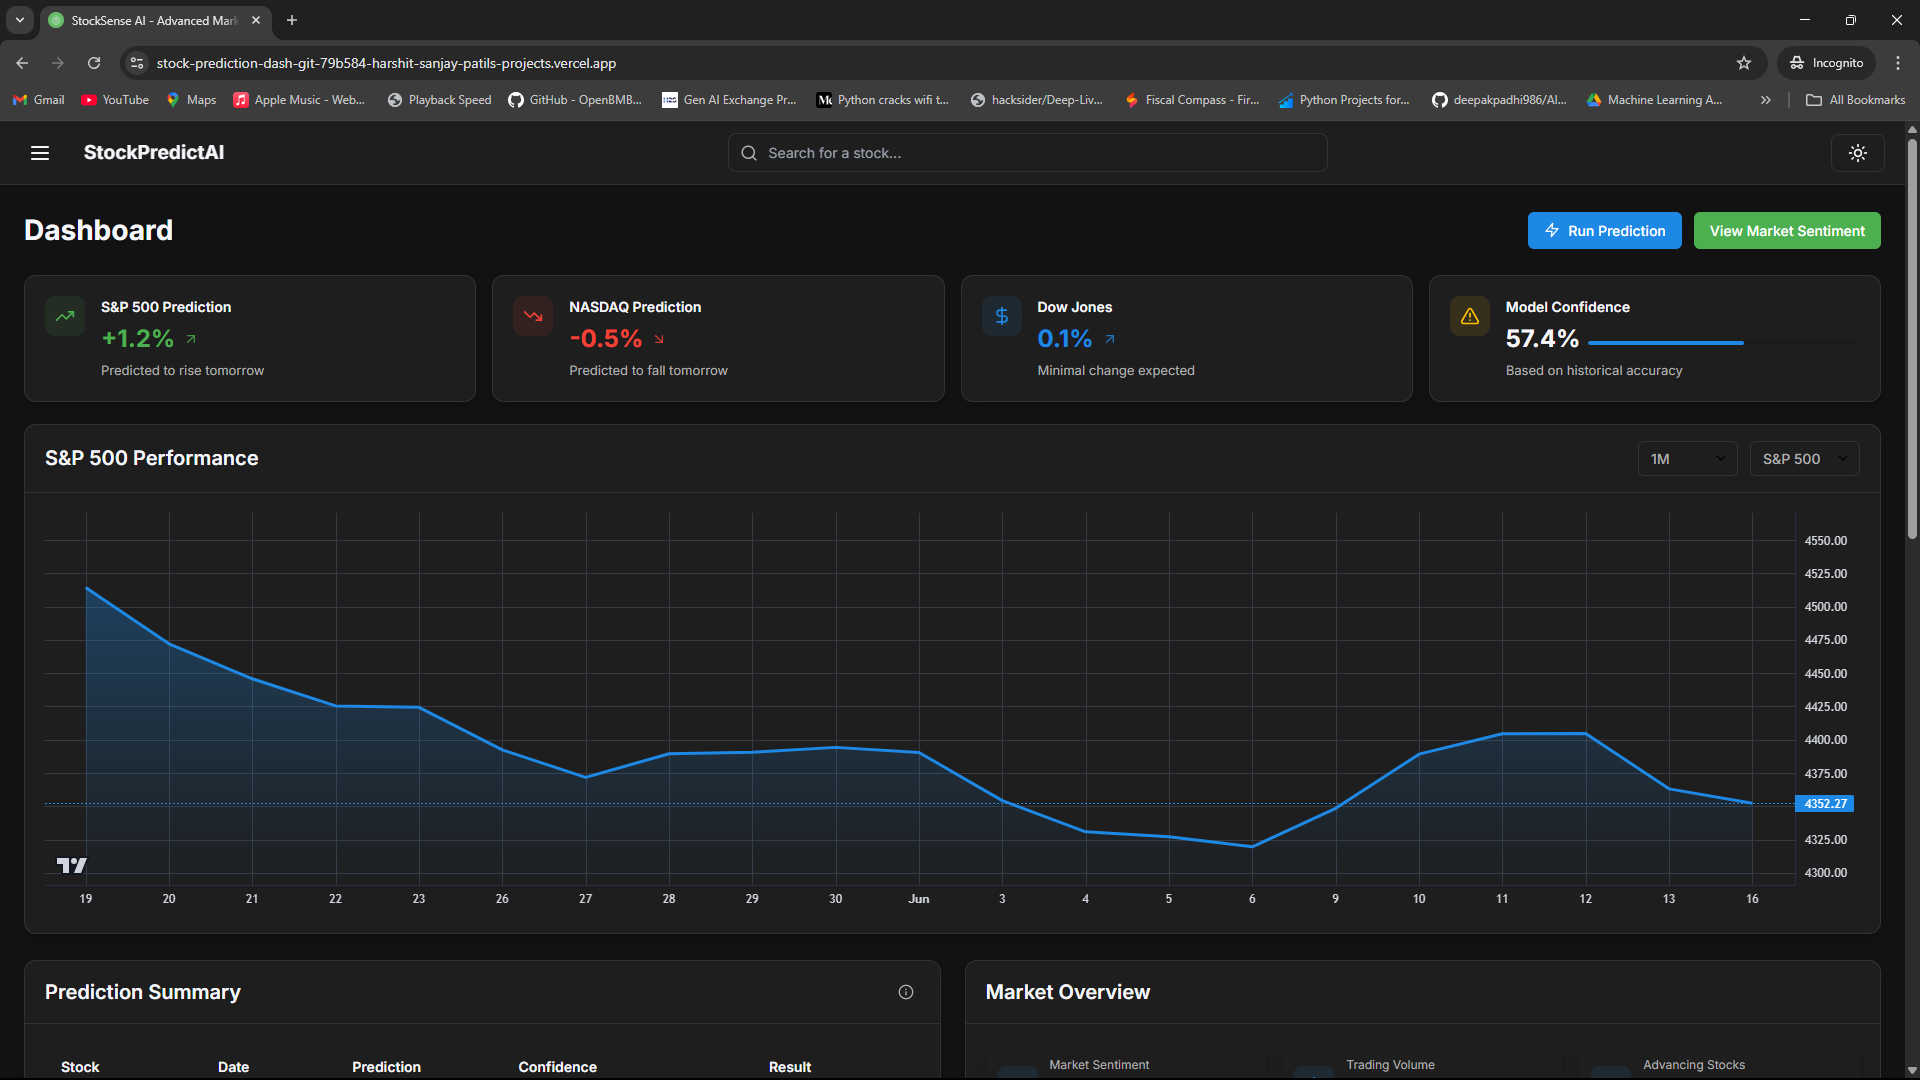 StockSense AI - Advanced Mark
stock-prediction-dash-git-79b584-harshit-sanjay-patils-projects.vercel.app
Incognito
Gmail
YouTube
Maps
Apple Music - Web...
Playback Speed
GitHub - OpenBMB...
Gen AI Exchange Pr...
Python cracks wifi t...
hacksider/Deep-Liv...
Fiscal Compass - Fir...
Python Projects for...
deepakpadhi986/AI...
Machine Learning A...
All Bookmarks
StockPredictAI
Search for a stock...
Dashboard
Run Prediction
View Market Sentiment
S&P 500 Prediction
+1.2%
Predicted to rise tomorrow
NASDAQ Prediction
-0.5%
Predicted to fall tomorrow
Dow Jones
0.1%
Minimal change expected
Model Confidence
57.4%
Based on historical accuracy
S&P 500 Performance
1M
S&P 500
4550.00
4525.00
4500.00
4475.00
4450.00
4425.00
4400.00
4375.00
4352.27
4325.00
4300.00
19 20 21 22 23 26 27 28 29 30 Jun 3 4 5 6 9 10 11 12 13 16
Prediction Summary
Stock Date Prediction Confidence Result
Market Overview
Market Sentiment
Trading Volume
Advancing Stocks